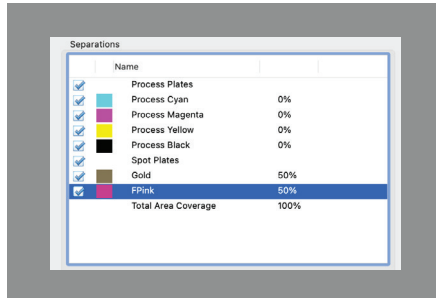 Separations
Name
Process Plates
Process Cyan 0%
Process Magenta 0%
Process Yellow 0%
Process Black 0%
Spot Plates
Gold 50%
FPink 50%
Total Area Coverage 100%